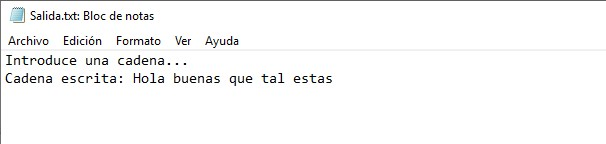 Salida.txt: Bloc de notas
Archivo Edición Formato Ver Ayuda
Introduce una cadena...
Cadena escrita: Hola buenas que tal estas